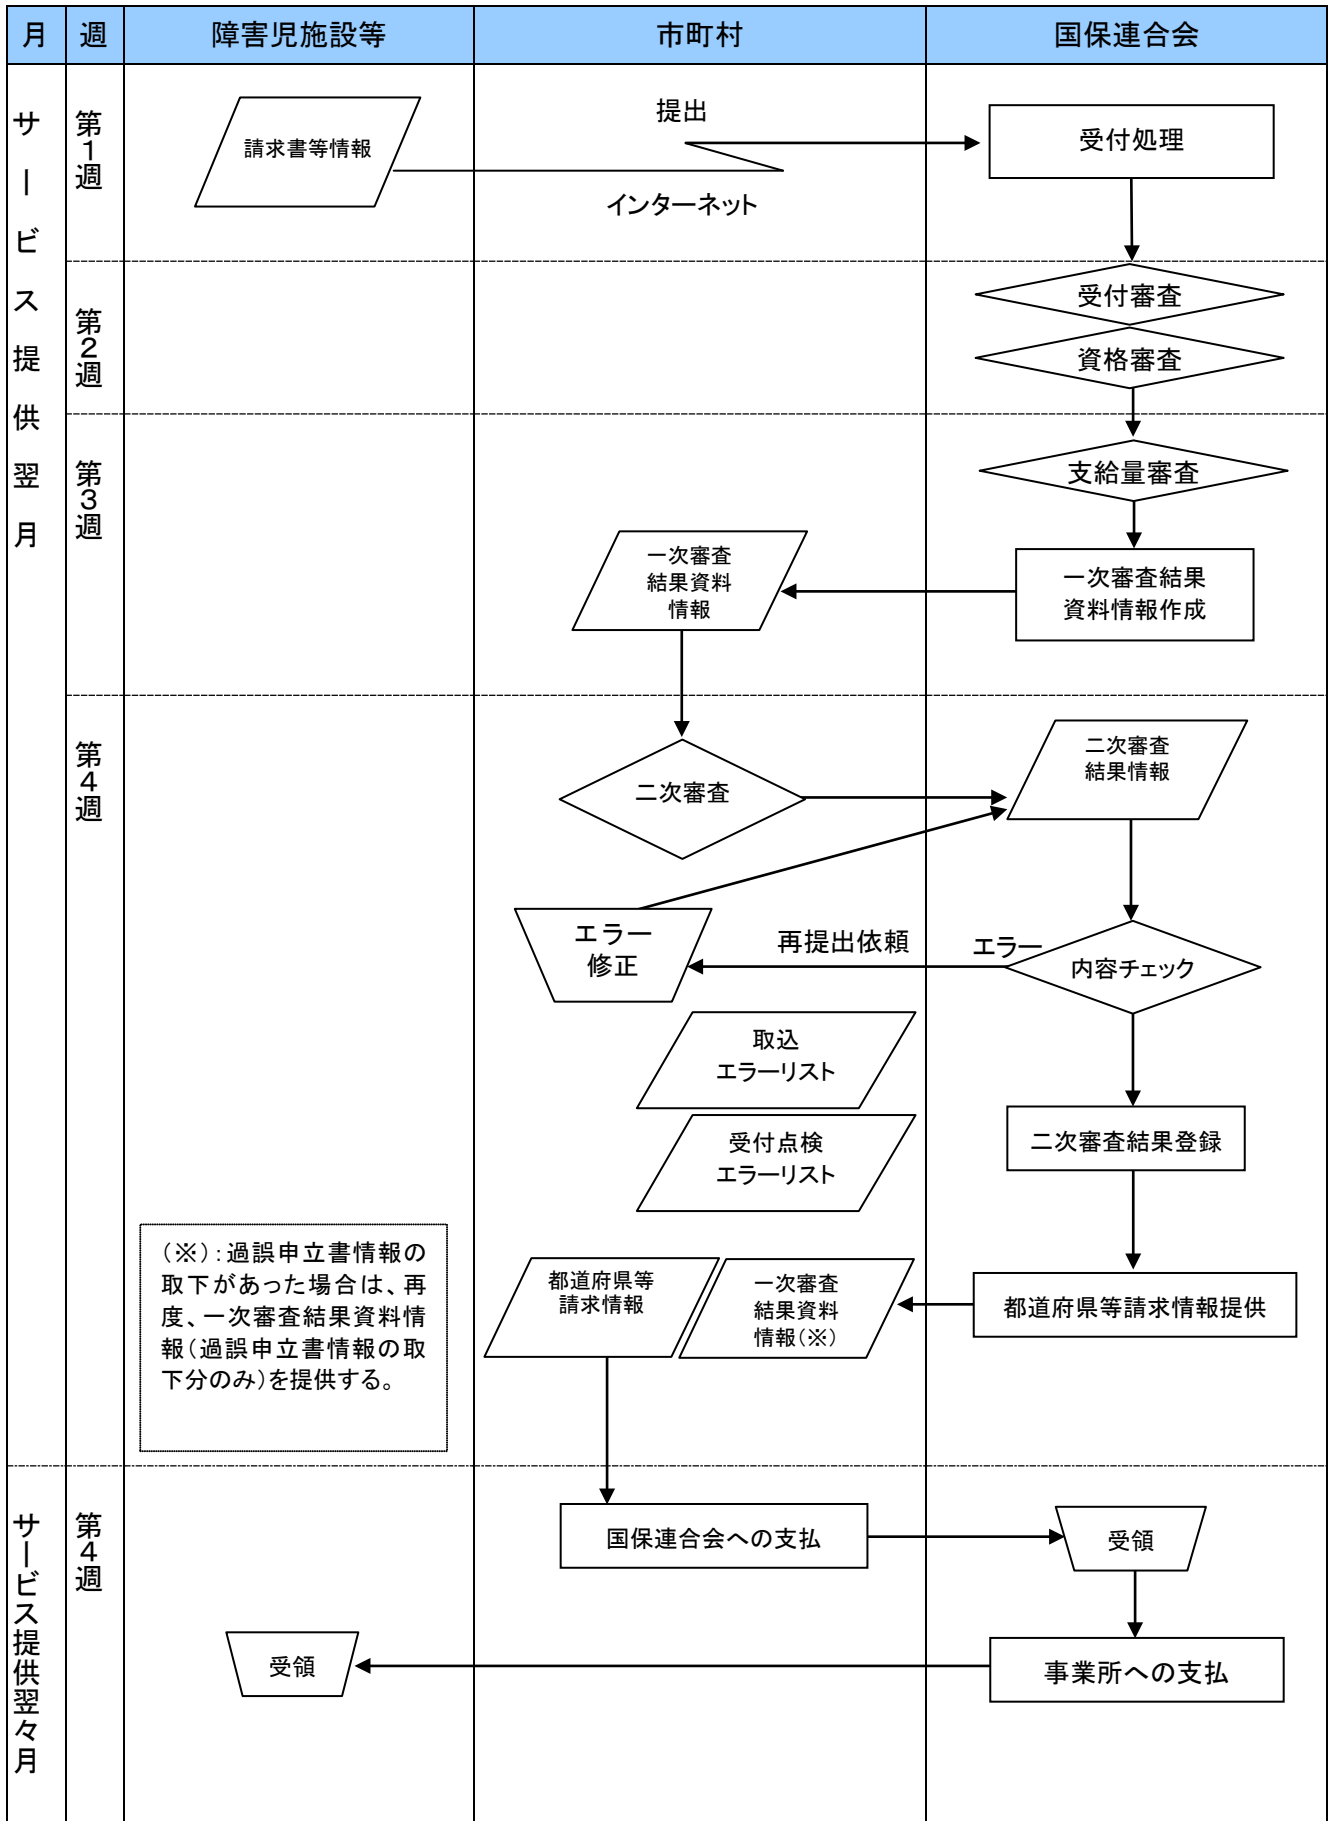 月 週 障害児施設等 市町村 国保連合会
サービス提供翌月
第1週
請求書等情報
提出
インターネット
受付処理
第2週
受付審査
資格審査
第3週
支給量審査
一次審査
結果資料
情報
一次審査結果
資料情報作成
第4週
二次審査
二次審査
結果情報
エラー
修正
再提出依頼
エラー
内容チェック
取込
エラーリスト
受付点検
エラーリスト
二次審査結果登録
(※):過誤申立書情報の
取下があった場合は、再
度、一次審査結果資料情
報(過誤申立書情報の取
下分のみ)を提供する。
都道府県等
請求情報
一次審査
結果資料
情報(※)
都道府県等請求情報提供
サービス提供翌々月
第4週
国保連合会への支払
受領
受領
事業所への支払